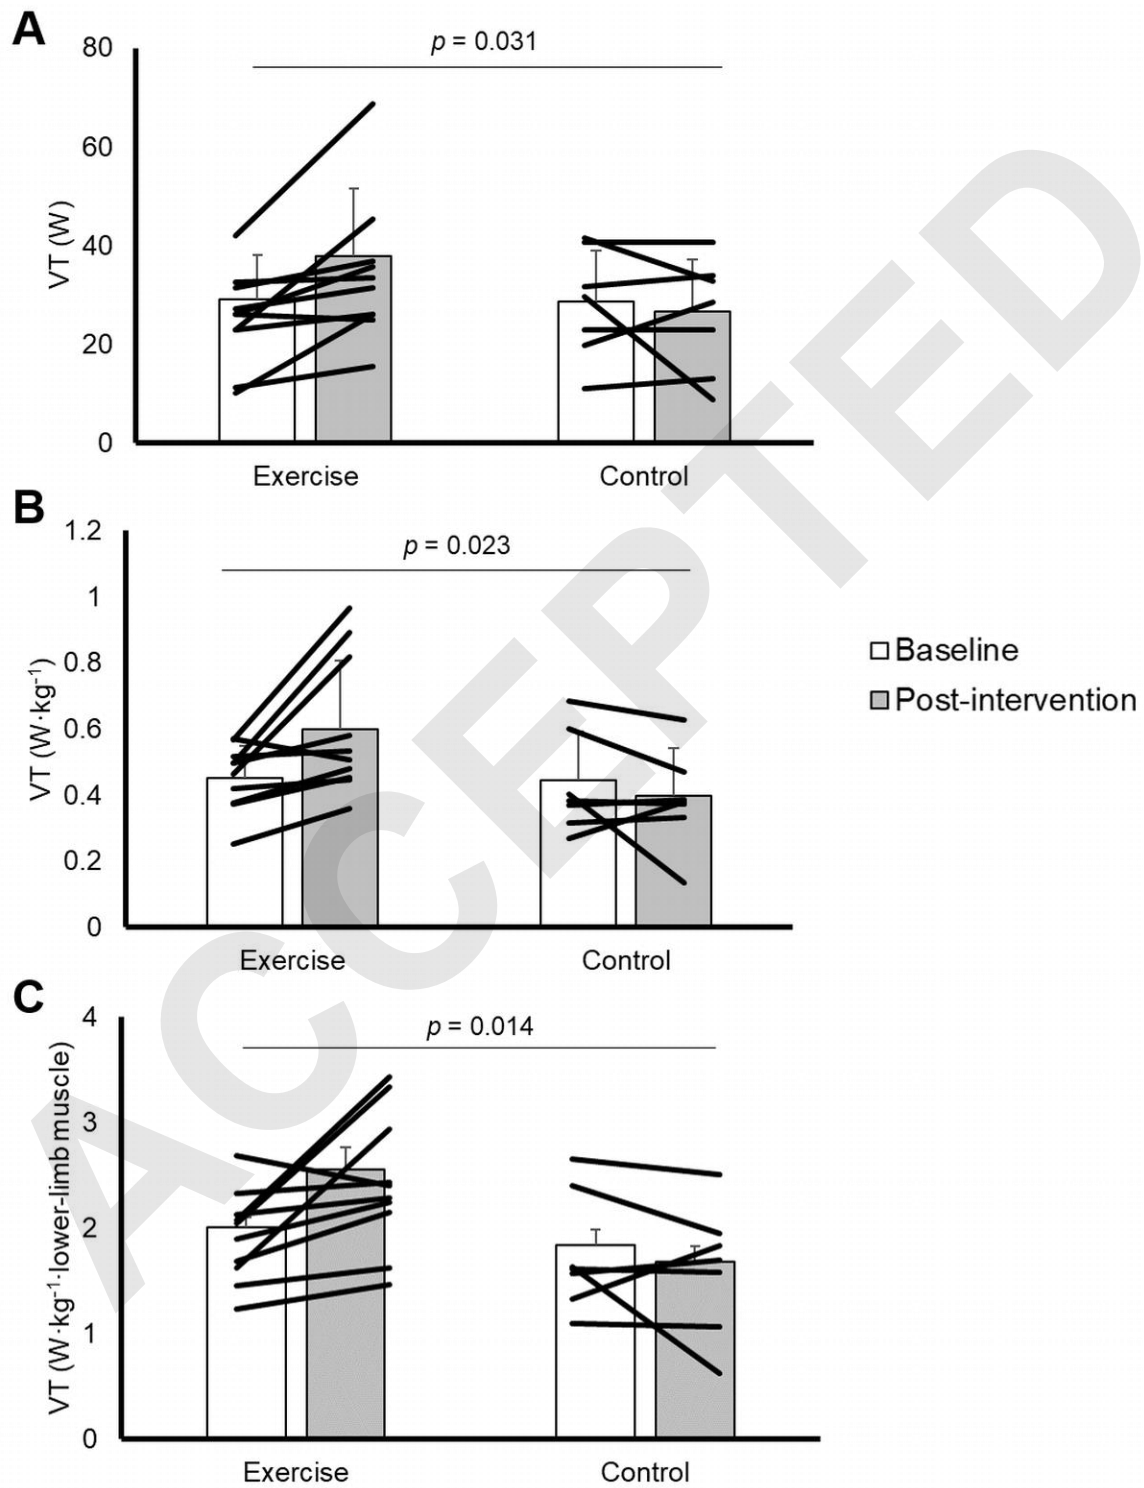 A
80
p = 0.031
60
VT (W)
40
20
0
Exercise
Control
B
1.2
p = 0.023
1
0.8
VT (W·kg⁻¹)
0.6
0.4
0.2
0
Exercise
Control
Baseline
Post-intervention
C
4
p = 0.014
3
VT (W·kg⁻¹·lower-limb muscle)
2
1
0
Exercise
Control
ACCEPTED